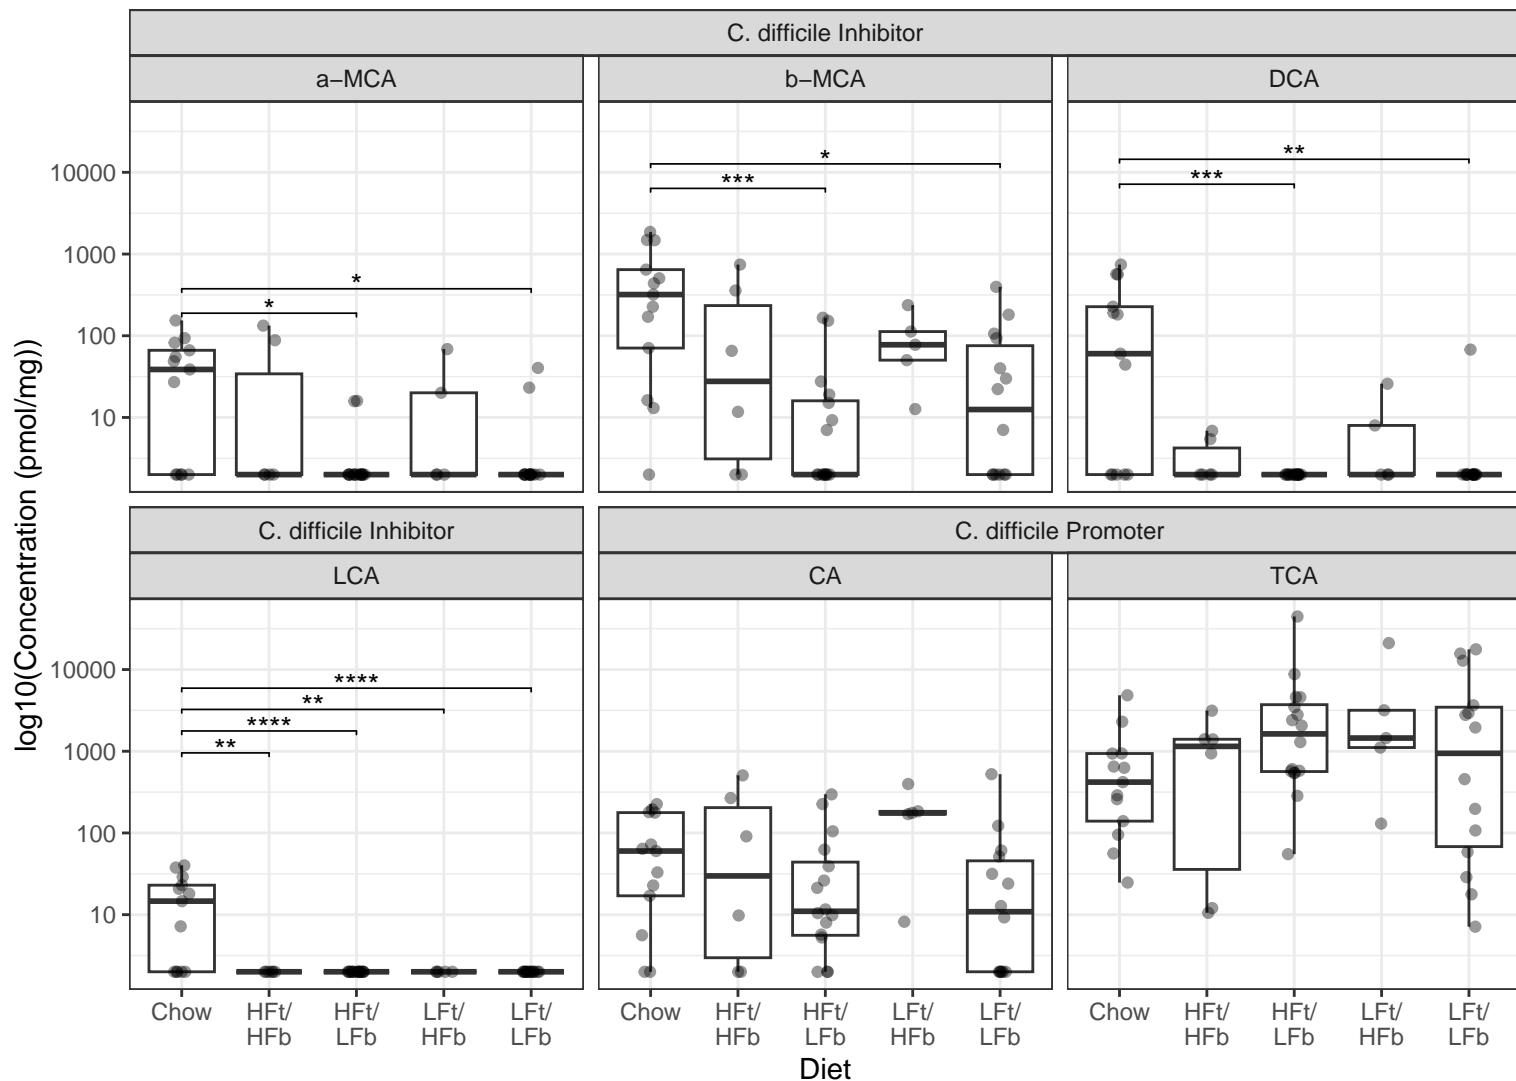 C. difficile Inhibitor
a−MCA
b−MCA
DCA
log10(Concentration (pmol/mg))
10000
1000
100
10
*
*
*
***
**
***
C. difficile Inhibitor
C. difficile Promoter
LCA
CA
TCA
10000
1000
100
10
****
**
****
**
Chow
HFt/
HFb
HFt/
LFb
LFt/
HFb
LFt/
LFb
Chow
HFt/
HFb
HFt/
LFb
LFt/
HFb
LFt/
LFb
Chow
HFt/
HFb
HFt/
LFb
LFt/
HFb
LFt/
LFb
Diet